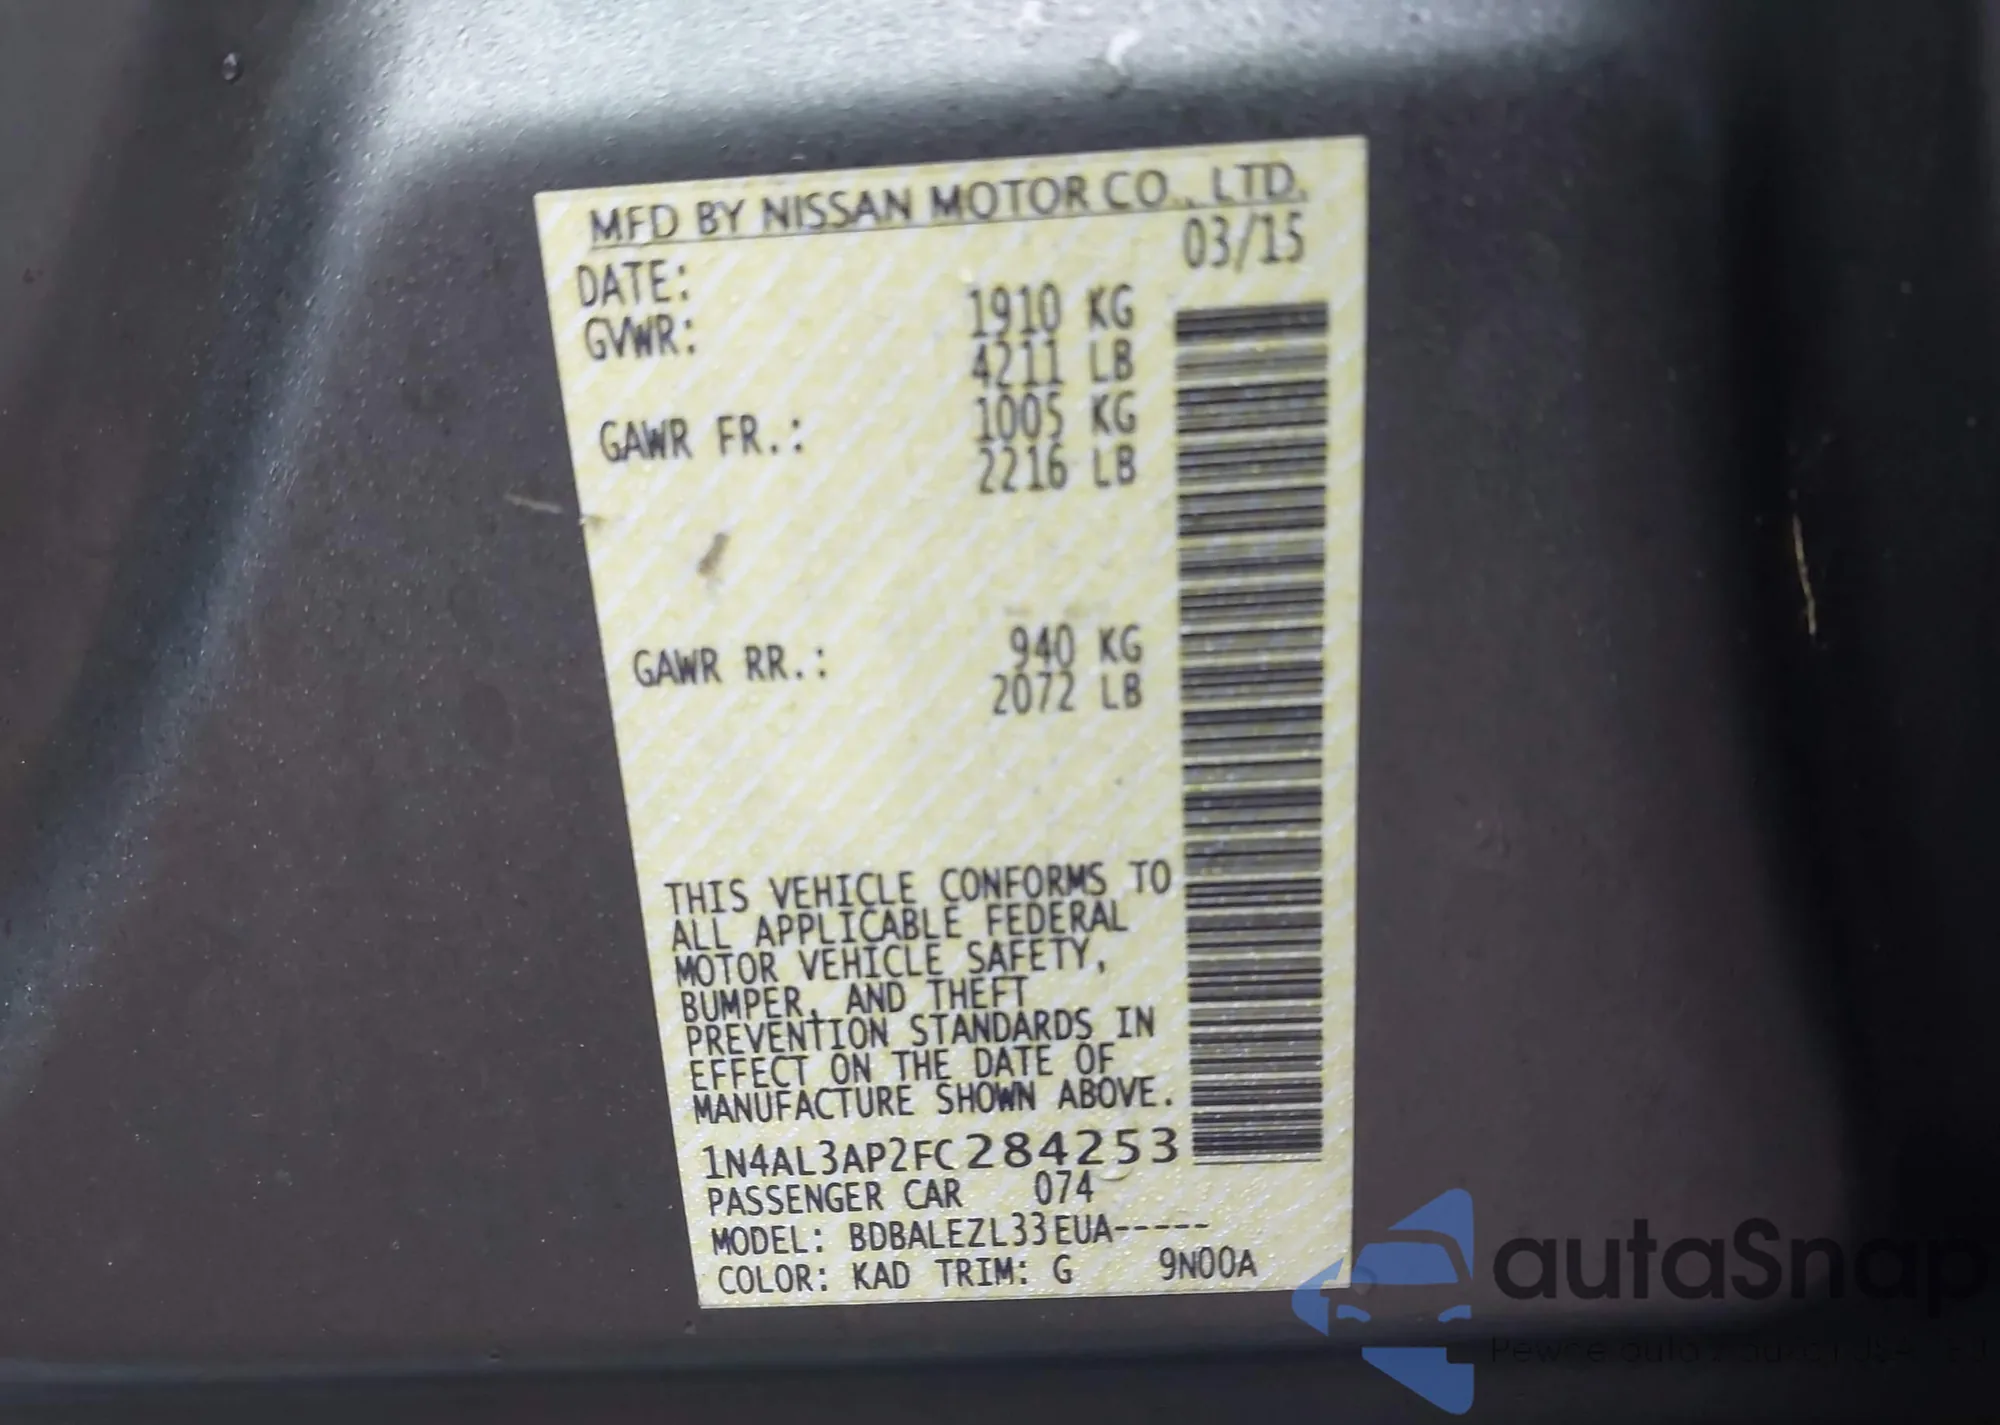 MFD BY NISSAN MOTOR CO., LTD.
DATE: 03/15
GVWR: 1910 KG
4211 LB
GAWR FR.: 1005 KG
2216 LB
GAWR RR.: 940 KG
2072 LB
THIS VEHICLE CONFORMS TO
ALL APPLICABLE FEDERAL
MOTOR VEHICLE SAFETY,
BUMPER, AND THEFT
PREVENTION STANDARDS IN
EFFECT ON THE DATE OF
MANUFACTURE SHOWN ABOVE.
1N4AL3AP2FC284253
PASSENGER CAR 074
MODEL: BDBALEZL33EUA-----
COLOR: KAD TRIM: G 9N00A
autaSnap
Pewne auto z